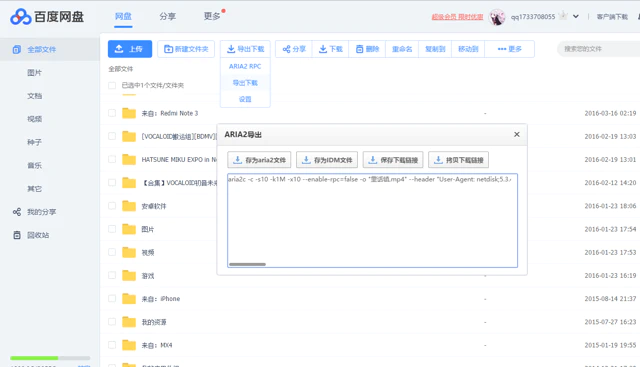 百度网盘
网盘
分享
更多
超级会员 限时优惠
qq1733708055
客户端下载
全部文件
图片
文档
视频
种子
音乐
其它
我的分享
回收站
上传
新建文件夹
导出下载
分享
下载
删除
重命名
复制到
移动到
••• 更多
搜索您的文件
ARIA2 RPC
导出下载
设置
全部文件
已选中1个文件/文件夹
来自：Redmi Note 3
-
2016-03-16 02:19
[VOCALOID搬运组][BDMV][
2016-02-19 13:03
HATSUNE MIKU EXPO in Ne
2016-02-19 13:01
【合集】VOCALOID初音未来
2016-02-12 14:20
安卓软件
2016-01-23 18:06
图片
2016-01-23 17:54
视频
2016-01-23 17:53
游戏
2016-01-23 16:19
来自：iPhone
-
2015-08-14 21:37
我的资源
-
2015-07-27 16:23
来自：MX4
-
2015-01-19 19:55
ARIA2导出
×
存为aria2文件
存为IDM文件
保存下载链接
拷贝下载链接
aria2c -c -s10 -k1M -x10 --enable-rpc=false -o ".mp4" --header "User-Agent: netdisk;5.3.